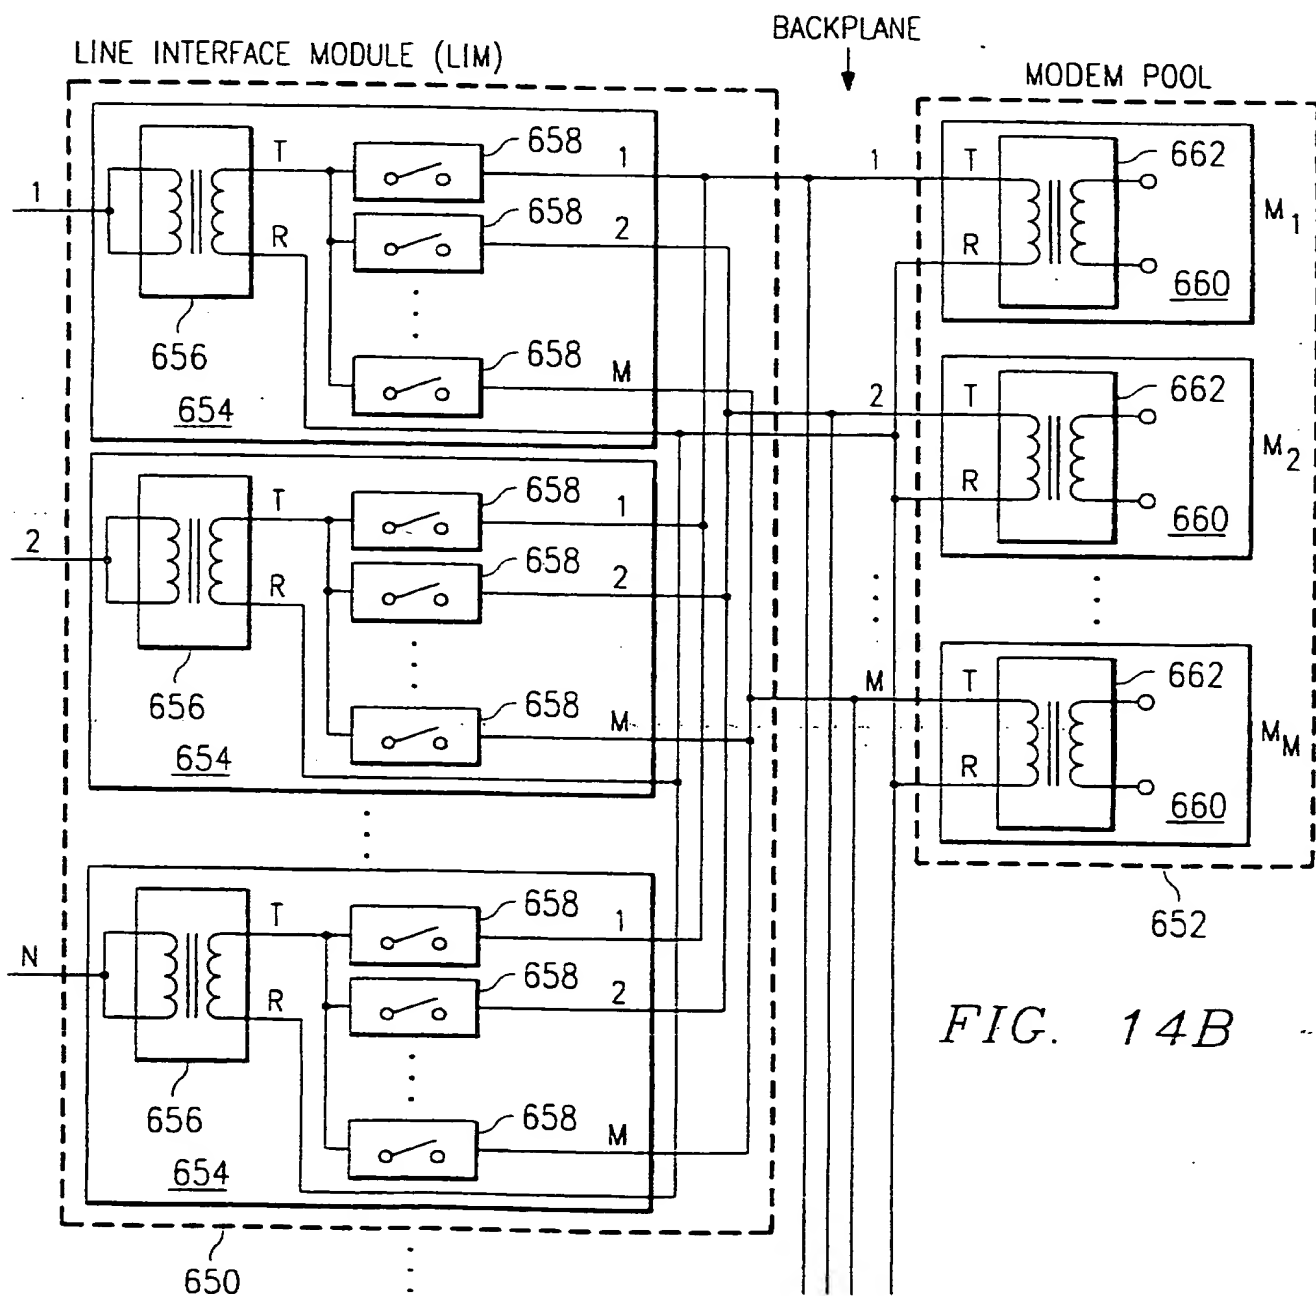 BACKPLANE
LINE INTERFACE MODULE (LIM)
MODEM POOL
1
T
658
1
658
2
R
658
M
656
654
2
T
658
1
658
2
R
658
M
656
654
N
T
658
1
658
2
R
658
M
656
654
650
1
T
662
M1
R
660
2
T
662
M2
R
660
M
T
662
MM
R
660
652
FIG. 14B